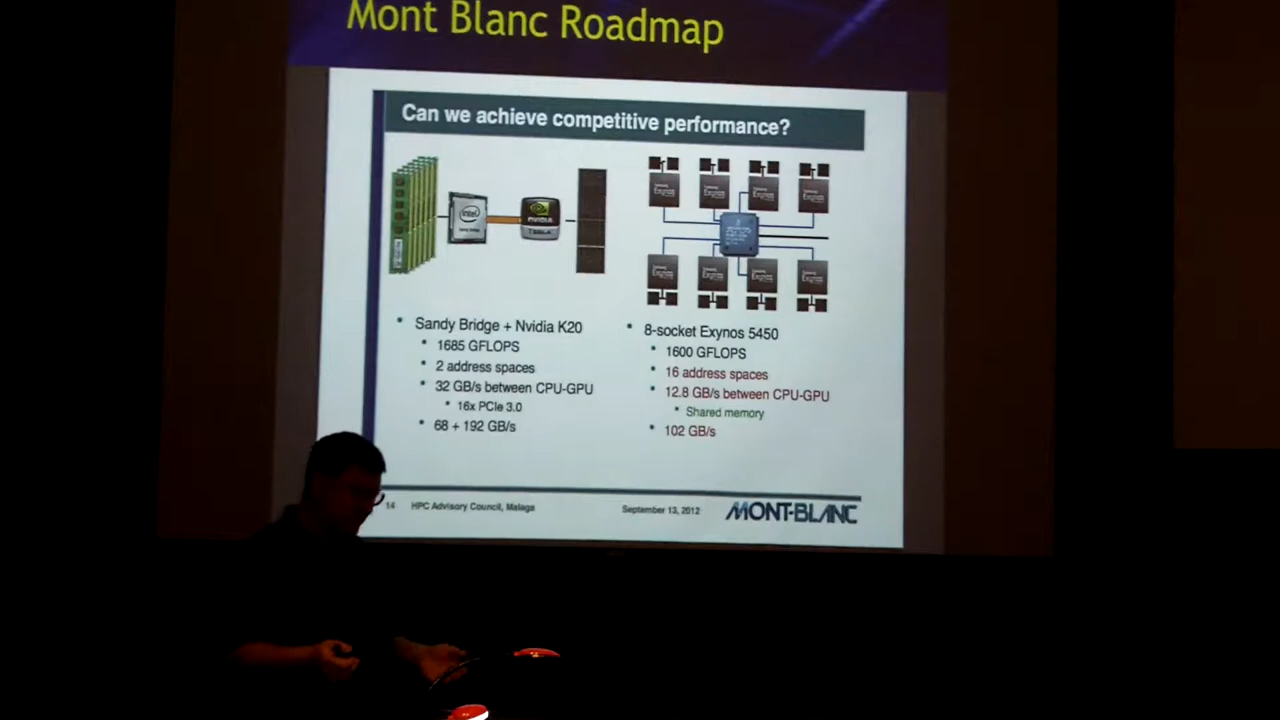 Mont Blanc Roadmap
Can we achieve competitive performance?
intel
NVIDIA
TESLA
• Sandy Bridge + Nvidia K20
• 1685 GFLOPS
• 2 address spaces
• 32 GB/s between CPU-GPU
• 16x PCIe 3.0
• 68 + 192 GB/s
• 8-socket Exynos 5450
• 1600 GFLOPS
• 16 address spaces
• 12.8 GB/s between CPU-GPU
• Shared memory
• 102 GB/s
14 HPC Advisory Council, Malaga September 13, 2012 MONT-BLANC